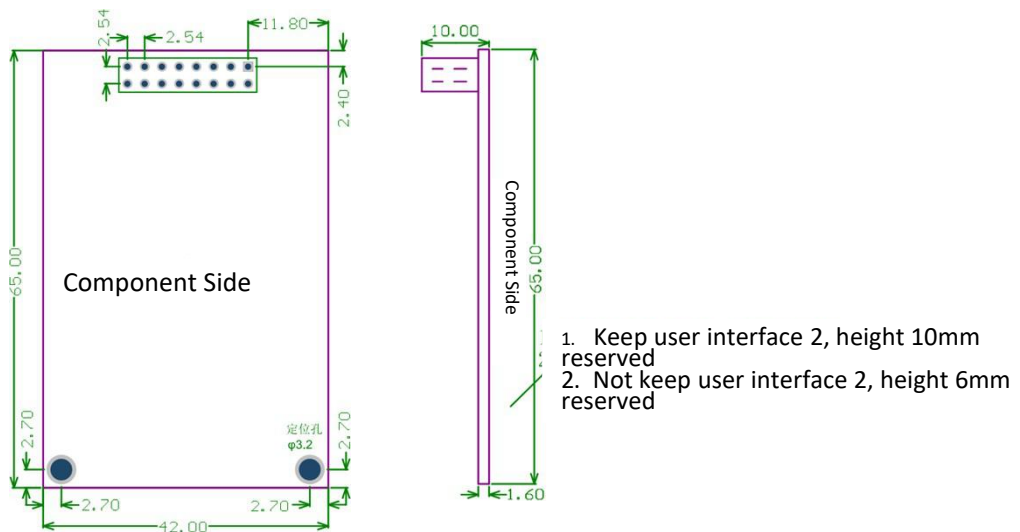 2.54
2.54
11.80
10.00
2.40
65.00
Component Side
Component Side
65.00
1. Keep user interface 2, height 10mm
reserved
2. Not keep user interface 2, height 6mm
reserved
2.70
定位孔
φ3.2
2.70
2.70
2.70
1.60
42.00